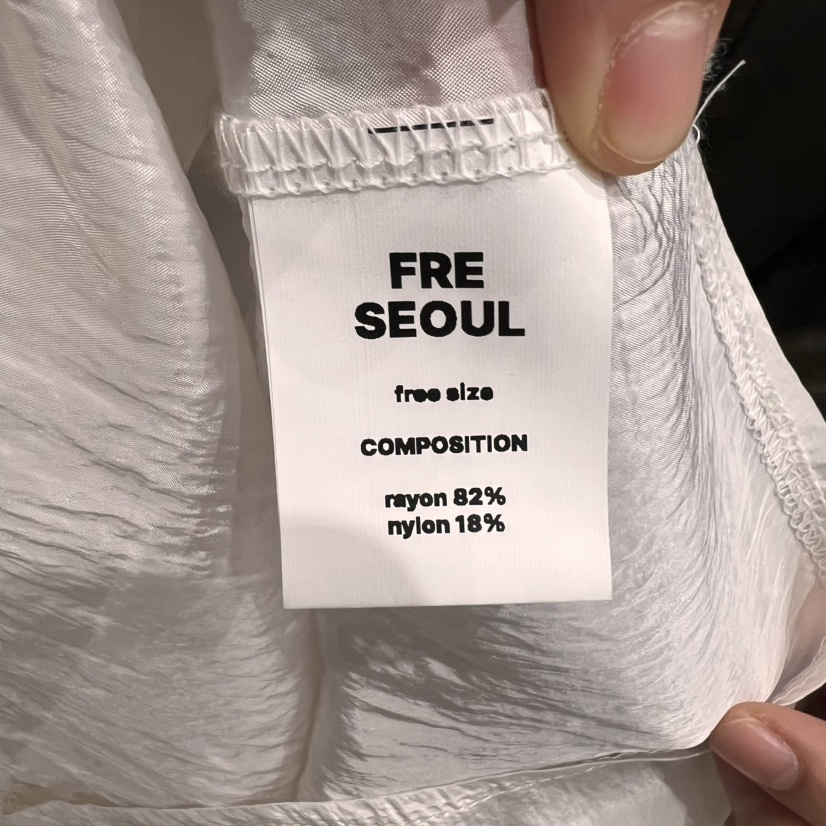 FRE
SEOUL
free size
COMPOSITION
rayon 82%
nylon 18%